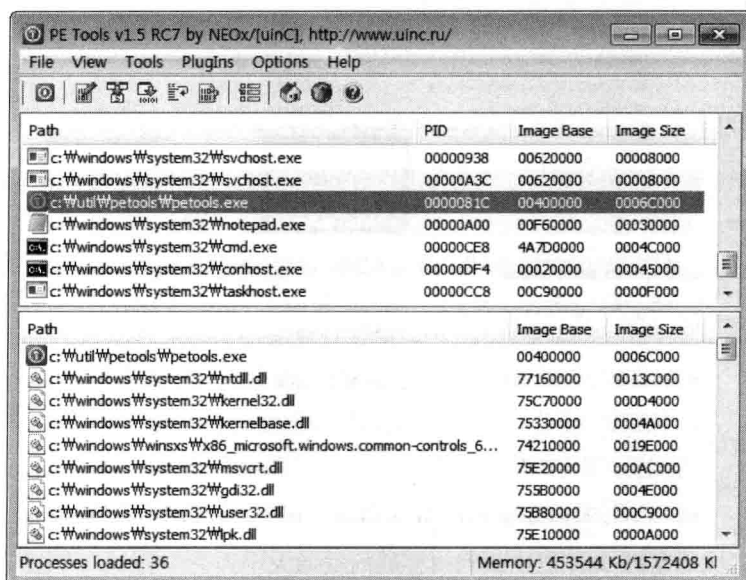 PE Tools v1.5 RC7 by NEOx/[uinC], http://www.uinc.ru/
File View Tools PlugIns Options Help
Path PID Image Base Image Size
c:₩windows₩system32₩svchost.exe 00000938 00620000 00008000
c:₩windows₩system32₩svchost.exe 00000A3C 00620000 00008000
c:₩util₩petools₩petools.exe 0000081C 00400000 0006C000
c:₩windows₩system32₩notepad.exe 00000A00 00F60000 00030000
c:₩windows₩system32₩cmd.exe 00000CE8 4A7D0000 0004C000
c:₩windows₩system32₩conhost.exe 00000DF4 00020000 00045000
c:₩windows₩system32₩taskhost.exe 00000CC8 00C90000 0000F000
Path Image Base Image Size
c:₩util₩petools₩petools.exe 00400000 0006C000
c:₩windows₩system32₩ntdll.dll 77160000 0013C000
c:₩windows₩system32₩kernel32.dll 75C70000 000D4000
c:₩windows₩system32₩kernelbase.dll 75330000 0004A000
c:₩windows₩winsxs₩x86_microsoft.windows.common-controls_6... 74210000 0019E000
c:₩windows₩system32₩msvcrt.dll 75E20000 000AC000
c:₩windows₩system32₩gdi32.dll 755B0000 0004E000
c:₩windows₩system32₩user32.dll 75B80000 000C9000
c:₩windows₩system32₩lpk.dll 75E10000 0000A000
Processes loaded: 36 Memory: 453544 Kb/1572408 Kl